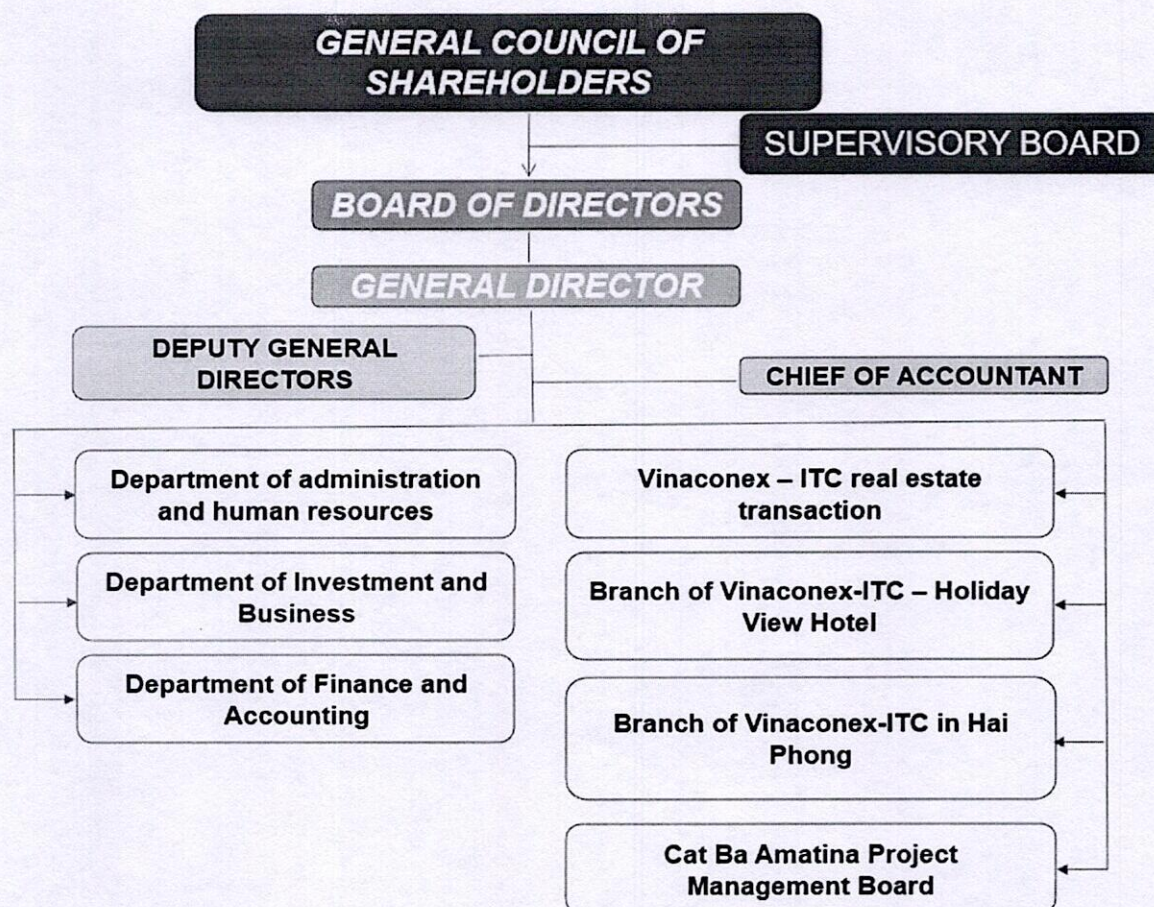 GENERAL COUNCIL OF
SHAREHOLDERS
SUPERVISORY BOARD
BOARD OF DIRECTORS
GENERAL DIRECTOR
DEPUTY GENERAL
DIRECTORS
CHIEF OF ACCOUNTANT
Department of administration
and human resources
Department of Investment and
Business
Department of Finance and
Accounting
Vinaconex – ITC real estate
transaction
Branch of Vinaconex-ITC – Holiday
View Hotel
Branch of Vinaconex-ITC in Hai
Phong
Cat Ba Amatina Project
Management Board